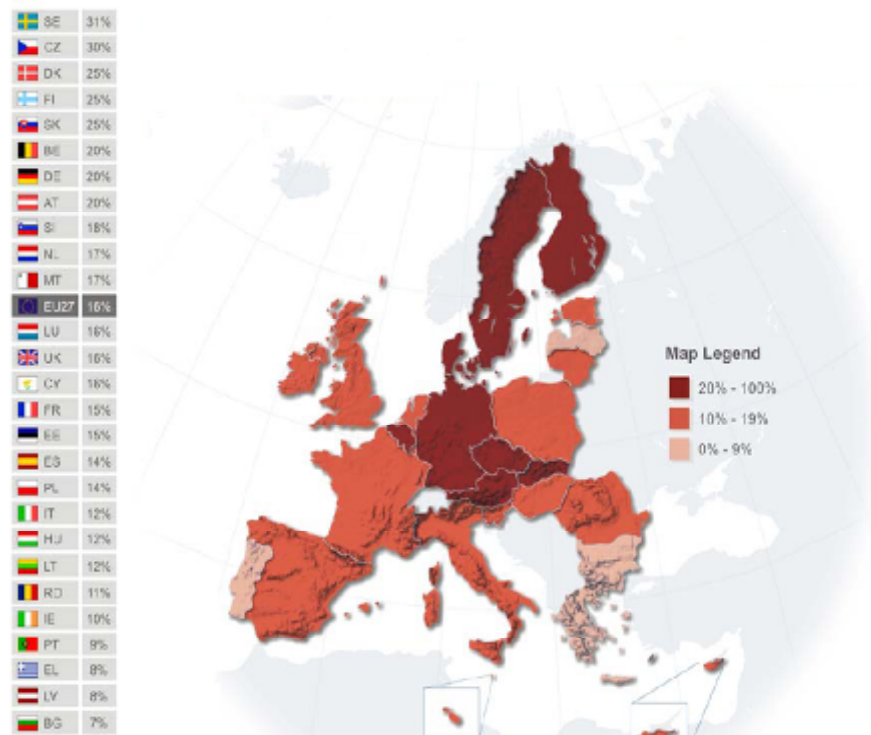 SE 31%
CZ 30%
DK 25%
FI 25%
SK 25%
BE 20%
DE 20%
AT 20%
SI 18%
NL 17%
MT 17%
EU27 16%
LU 16%
UK 16%
CY 16%
FR 15%
EE 15%
ES 14%
PL 14%
IT 12%
HU 12%
LT 12%
RO 11%
IE 10%
PT 9%
EL 8%
LV 8%
BG 7%
Map Legend
20% - 100%
10% - 19%
0% - 9%